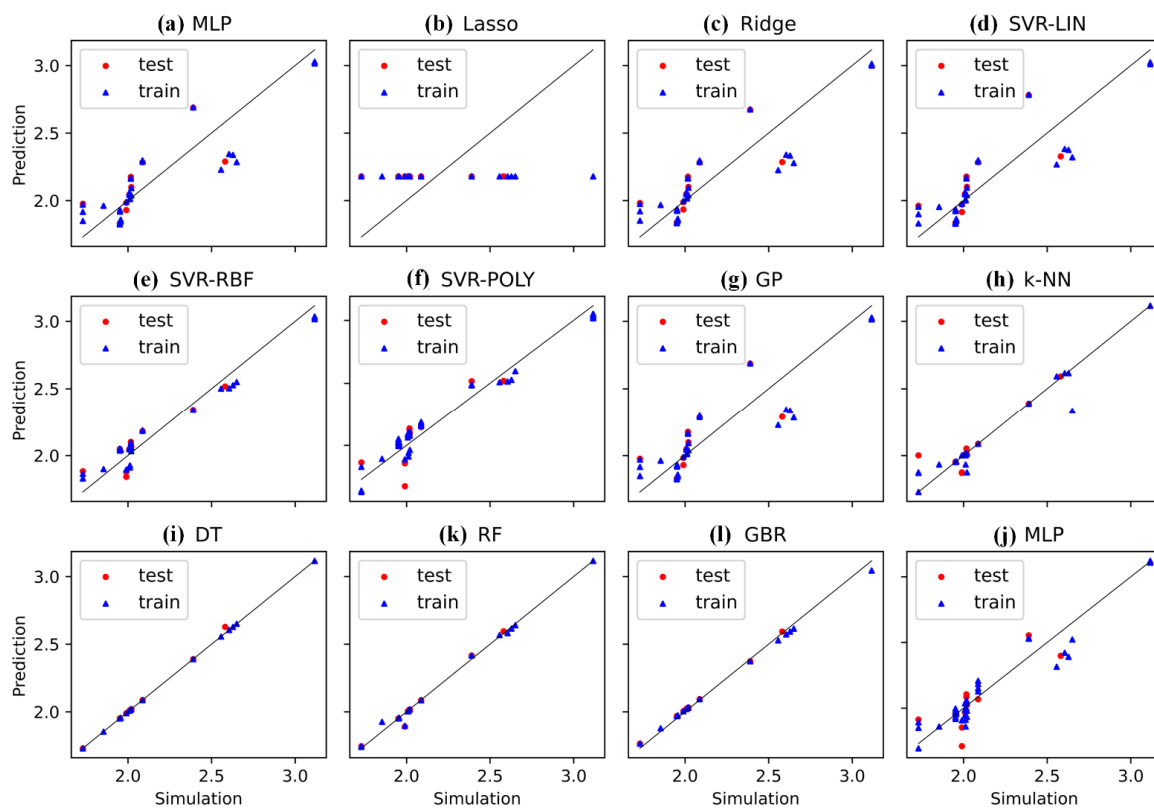 (a) MLP
(b) Lasso
(c) Ridge
(d) SVR-LIN
Prediction
3.0
2.5
2.0
test
train
test
train
test
train
test
train
(e) SVR-RBF
(f) SVR-POLY
(g) GP
(h) k-NN
Prediction
3.0
2.5
2.0
test
train
test
train
test
train
test
train
(i) DT
(k) RF
(l) GBR
(j) MLP
Prediction
3.0
2.5
2.0
test
train
test
train
test
train
test
train
2.0 2.5 3.0
2.0 2.5 3.0
2.0 2.5 3.0
2.0 2.5 3.0
Simulation
Simulation
Simulation
Simulation